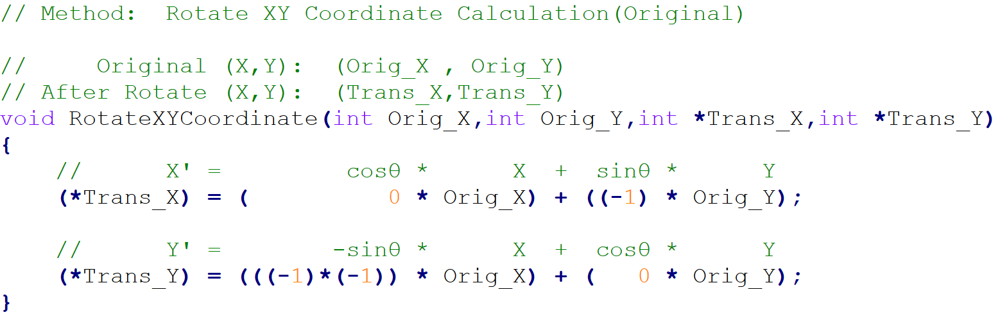 // Method:  Rotate XY Coordinate Calculation(Original)
//     Original (X,Y):  (Orig_X , Orig_Y)
// After Rotate (X,Y):  (Trans_X,Trans_Y)
void RotateXYCoordinate(int Orig_X,int Orig_Y,int *Trans_X,int *Trans_Y)
{
    //      X' =         cosθ *      X  +  sinθ *      Y
    (*Trans_X) = (          0 * Orig_X) + ((-1) * Orig_Y);
    //      Y' =        -sinθ *      X  +  cosθ *      Y
    (*Trans_Y) = (((-1)*(-1)) * Orig_X) + (   0 * Orig_Y);
}